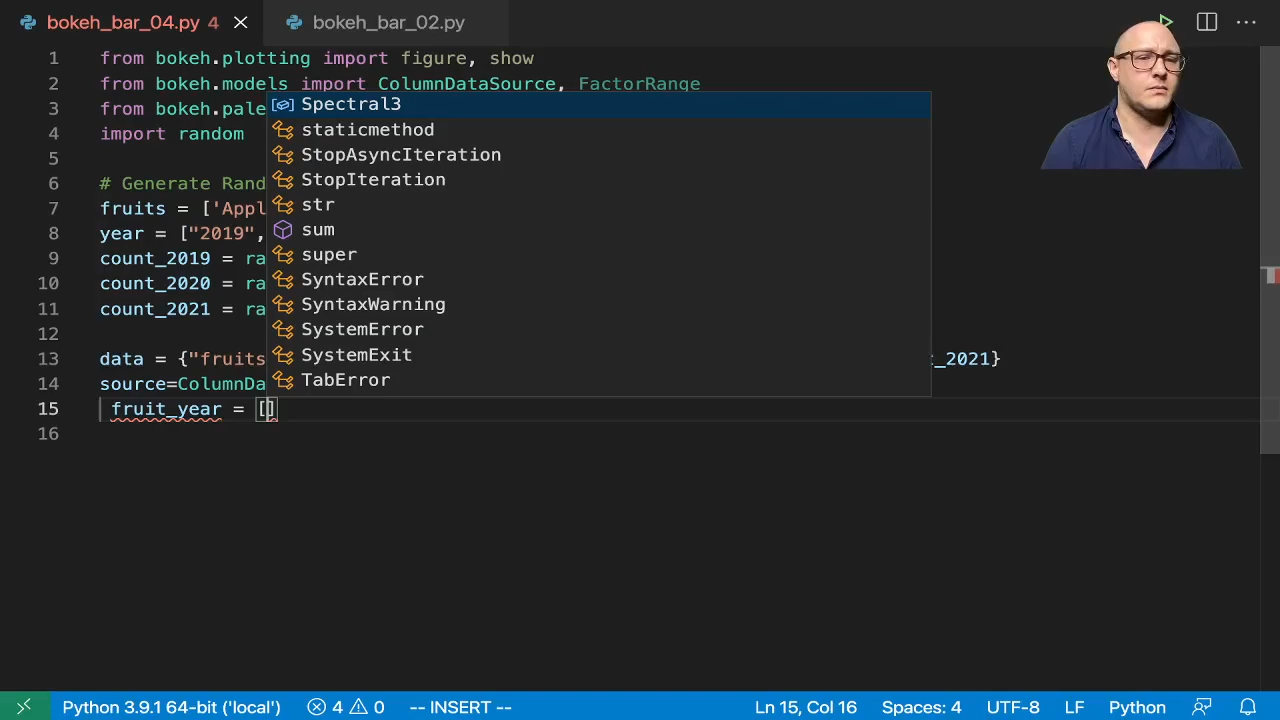 bokeh_bar_04.py 4
bokeh_bar_02.py
1 from bokeh.plotting import figure, show
2 from bokeh.models import ColumnDataSource, FactorRange
3 from bokeh.pale
4 import random
5
6 # Generate Rand
7 fruits = ['Appl
8 year = ["2019",
9 count_2019 = ra
10 count_2020 = ra
11 count_2021 = ra
12
13 data = {"fruits t_2021}
14 source=ColumnDa
15 fruit_year = []
16
Spectral3
staticmethod
StopAsyncIteration
StopIteration
str
sum
super
SyntaxError
SyntaxWarning
SystemError
SystemExit
TabError
Python 3.9.1 64-bit ('local') 4 0 -- INSERT -- Ln 15, Col 16 Spaces: 4 UTF-8 LF Python